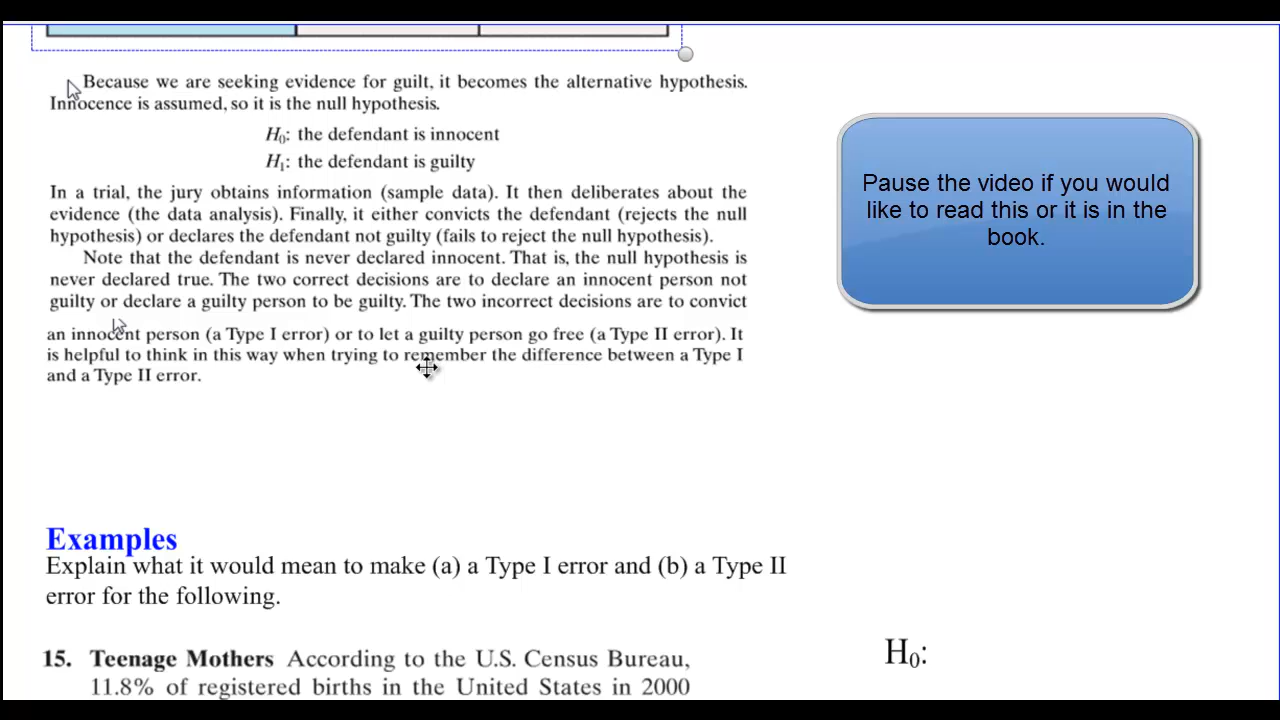 Because we are seeking evidence for guilt, it becomes the alternative hypothesis.
Innocence is assumed, so it is the null hypothesis.
H0: the defendant is innocent
H1: the defendant is guilty
In a trial, the jury obtains information (sample data). It then deliberates about the
evidence (the data analysis). Finally, it either convicts the defendant (rejects the null
hypothesis) or declares the defendant not guilty (fails to reject the null hypothesis).
Note that the defendant is never declared innocent. That is, the null hypothesis is
never declared true. The two correct decisions are to declare an innocent person not
guilty or declare a guilty person to be guilty. The two incorrect decisions are to convict
an innocent person (a Type I error) or to let a guilty person go free (a Type II error). It
is helpful to think in this way when trying to remember the difference between a Type I
and a Type II error.
Pause the video if you would
like to read this or it is in the
book.
Examples
Explain what it would mean to make (a) a Type I error and (b) a Type II
error for the following.
15. Teenage Mothers According to the U.S. Census Bureau,
11.8% of registered births in the United States in 2000
H0: